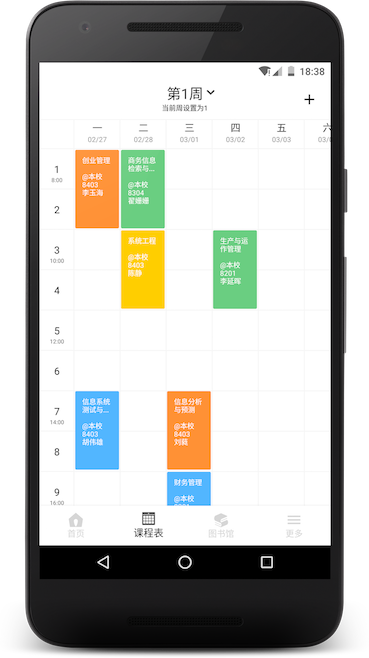 18:38
第1周
当前周设置为1
一 二 三 四 五 六
02/27 02/28 03/01 03/02 03/03 03/0
1
8:00
创业管理
@本校
8403
李玉海
商务信息
检索与...
@本校
8304
翟姗姗
2
3
10:00
系统工程
@本校
8403
生产与运
作管理
@本校
8201
李延晖
4
5
12:00
6
7
14:00
信息系统
测试与...
@本校
8403
胡伟雄
信息分析
与预测
@本校
8403
8
9
16:00
财务管理
@本校
首页 课程表 图书馆 更多